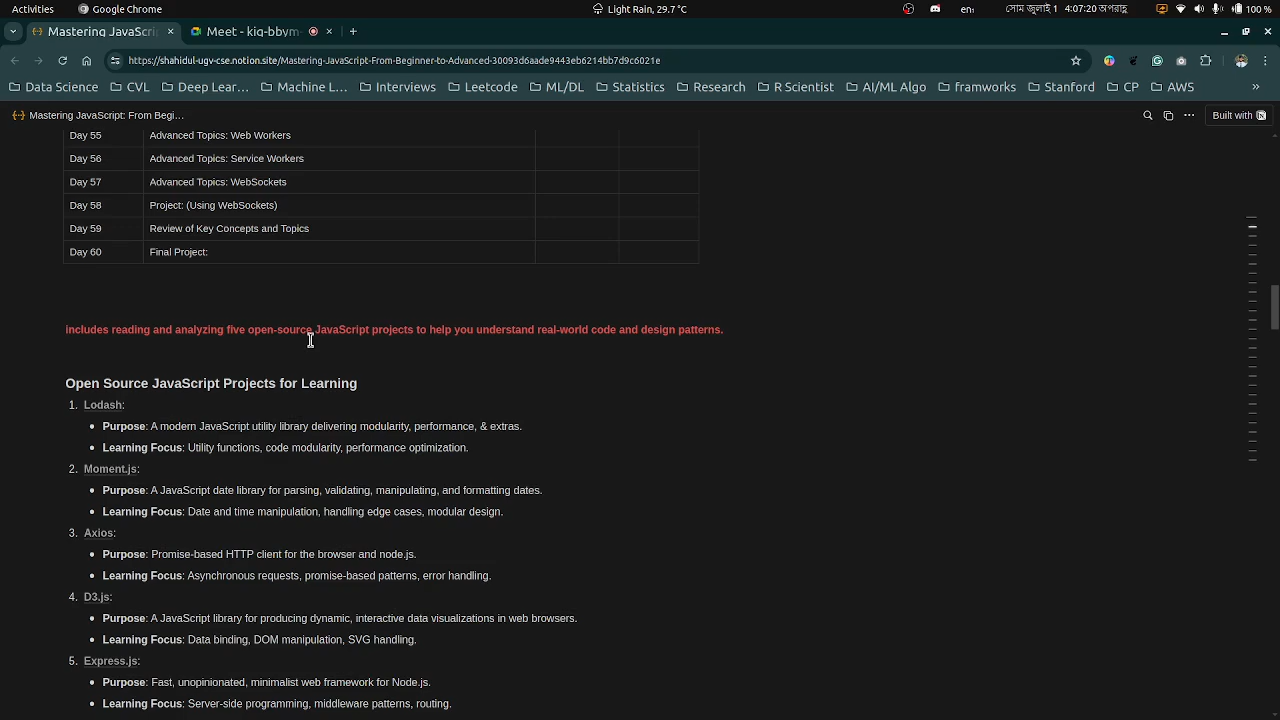 Activities
Google Chrome
Light Rain, 29.7 °C
en₁
সোম জুলাই 1
4:07:20 অপরাহ্ণ
100 %
Mastering JavaScri
Meet - kiq-bbym-
https://shahidul-ugv-cse.notion.site/Mastering-JavaScript-From-Beginner-to-Advanced-30093d6aade9443eb6214bb7d9c6021e
Data Science
CVL
Deep Lear…
Machine L…
Interviews
Leetcode
ML/DL
Statistics
Research
R Scientist
AI/ML Algo
framworks
Stanford
CP
AWS
»
Mastering JavaScript: From Begi…
Built with
Day 55 Advanced Topics: Web Workers
Day 56 Advanced Topics: Service Workers
Day 57 Advanced Topics: WebSockets
Day 58 Project: (Using WebSockets)
Day 59 Review of Key Concepts and Topics
Day 60 Final Project:
includes reading and analyzing five open-source JavaScript projects to help you understand real-world code and design patterns.
Open Source JavaScript Projects for Learning
1. Lodash:
• Purpose: A modern JavaScript utility library delivering modularity, performance, & extras.
• Learning Focus: Utility functions, code modularity, performance optimization.
2. Moment.js:
• Purpose: A JavaScript date library for parsing, validating, manipulating, and formatting dates.
• Learning Focus: Date and time manipulation, handling edge cases, modular design.
3. Axios:
• Purpose: Promise-based HTTP client for the browser and node.js.
• Learning Focus: Asynchronous requests, promise-based patterns, error handling.
4. D3.js:
• Purpose: A JavaScript library for producing dynamic, interactive data visualizations in web browsers.
• Learning Focus: Data binding, DOM manipulation, SVG handling.
5. Express.js:
• Purpose: Fast, unopinionated, minimalist web framework for Node.js.
• Learning Focus: Server-side programming, middleware patterns, routing.